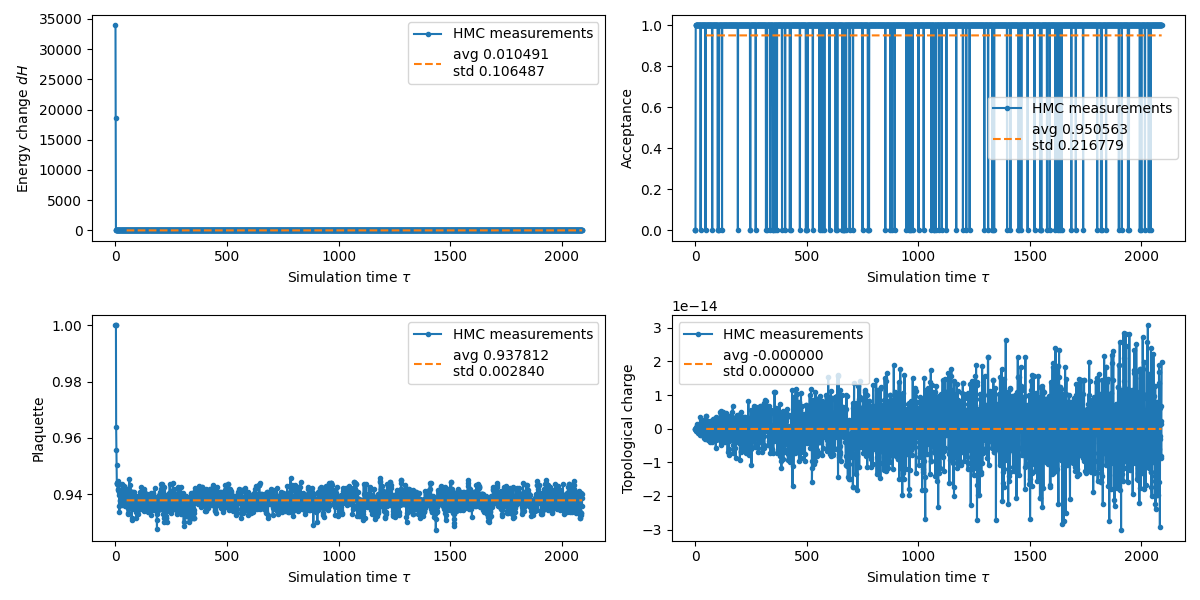 35000
30000
25000
20000
15000
10000
5000
0
Energy change dH
HMC measurements
avg 0.010491
std 0.106487
0
500
1000
1500
2000
Simulation time τ
1.0
0.8
0.6
0.4
0.2
0.0
Acceptance
HMC measurements
avg 0.950563
std 0.216779
0
500
1000
1500
2000
Simulation time τ
1.00
0.98
0.96
0.94
Plaquette
HMC measurements
avg 0.937812
std 0.002840
0
500
1000
1500
2000
Simulation time τ
1e−14
3
2
1
0
−1
−2
−3
Topological charge
HMC measurements
avg -0.000000
std 0.000000
0
500
1000
1500
2000
Simulation time τ